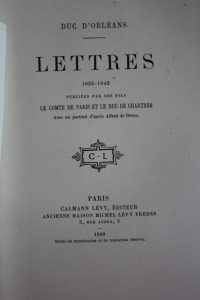 DUC D'ORLÉANS
LETTRES
1825-1842
PUBLIÉES PAR SES FILS
LE COMTE DE PARIS ET LE DUC DE CHARTRES
Avec un portrait d'après Alfred de Dreux.
C·L
PARIS
CALMANN LÉVY, ÉDITEUR
ANCIENNE MAISON MICHEL LÉVY FRÈRES
3, RUE AUBER, 3
Droits de reproduction et de traduction réservés.